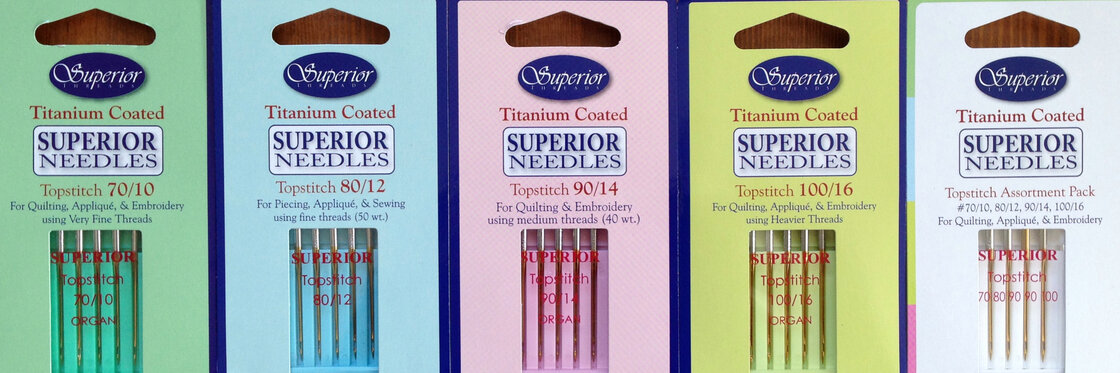 Superior
THREADS
Titanium Coated
SUPERIOR
NEEDLES
Topstitch 70/10
For Quilting, Appliqué, & Embroidery
using Very Fine Threads
SUPERIOR
Topstitch
70/10
ORGAN
Superior
THREADS
Titanium Coated
SUPERIOR
NEEDLES
Topstitch 80/12
For Piecing, Appliqué, & Sewing
using fine threads (50 wt.)
SUPERIOR
Topstitch
80/12
Superior
THREADS
Titanium Coated
SUPERIOR
NEEDLES
Topstitch 90/14
For Quilting & Embroidery
using medium threads (40 wt.)
SUPERIOR
Topstitch
90/14
ORGAN
Superior
THREADS
Titanium Coated
SUPERIOR
NEEDLES
Topstitch 100/16
For Quilting, Appliqué, & Embroidery
using Heavier Threads
SUPERIOR
Topstitch
100/16
ORGAN
Superior
THREADS
Titanium Coated
SUPERIOR
NEEDLES
Topstitch Assortment Pack
#70/10, 80/12, 90/14, 100/16
For Quilting, Appliqué, & Embroidery
SUPERIOR
Topstitch
70 80 90 90 100